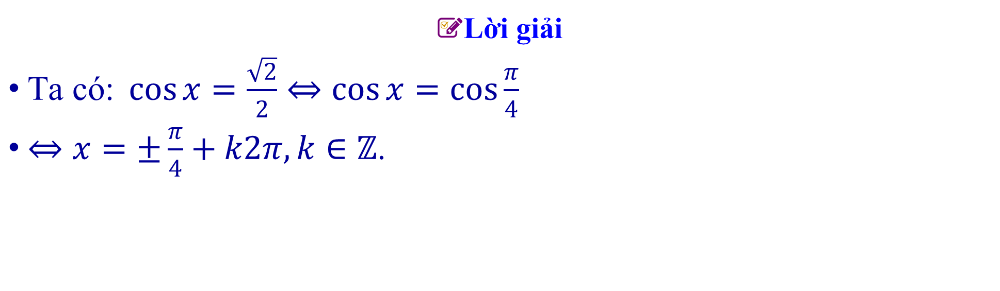 Lời giải
• Ta có: cos x = √2/2 ⇔ cos x = cos π/4
• ⇔ x = ± π/4 + k2π, k ∈ ℤ.